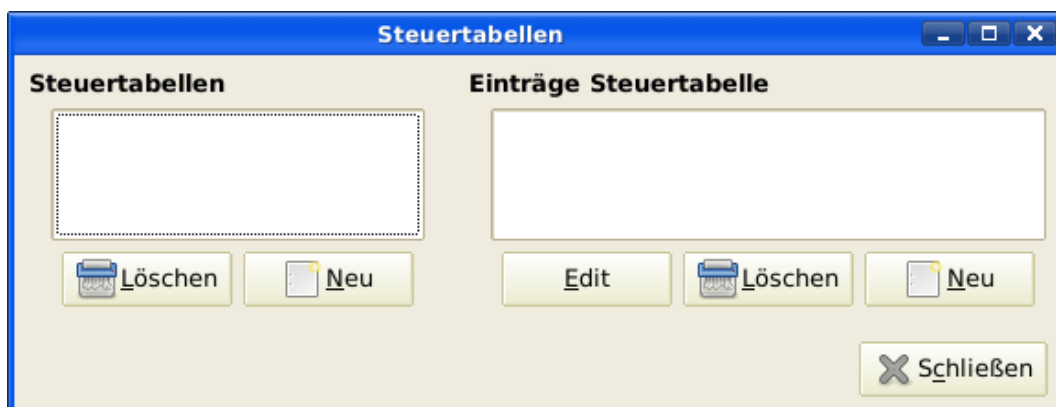 Steuertabellen
Steuertabellen Einträge Steuertabelle
Löschen Neu Edit Löschen Neu
Schließen